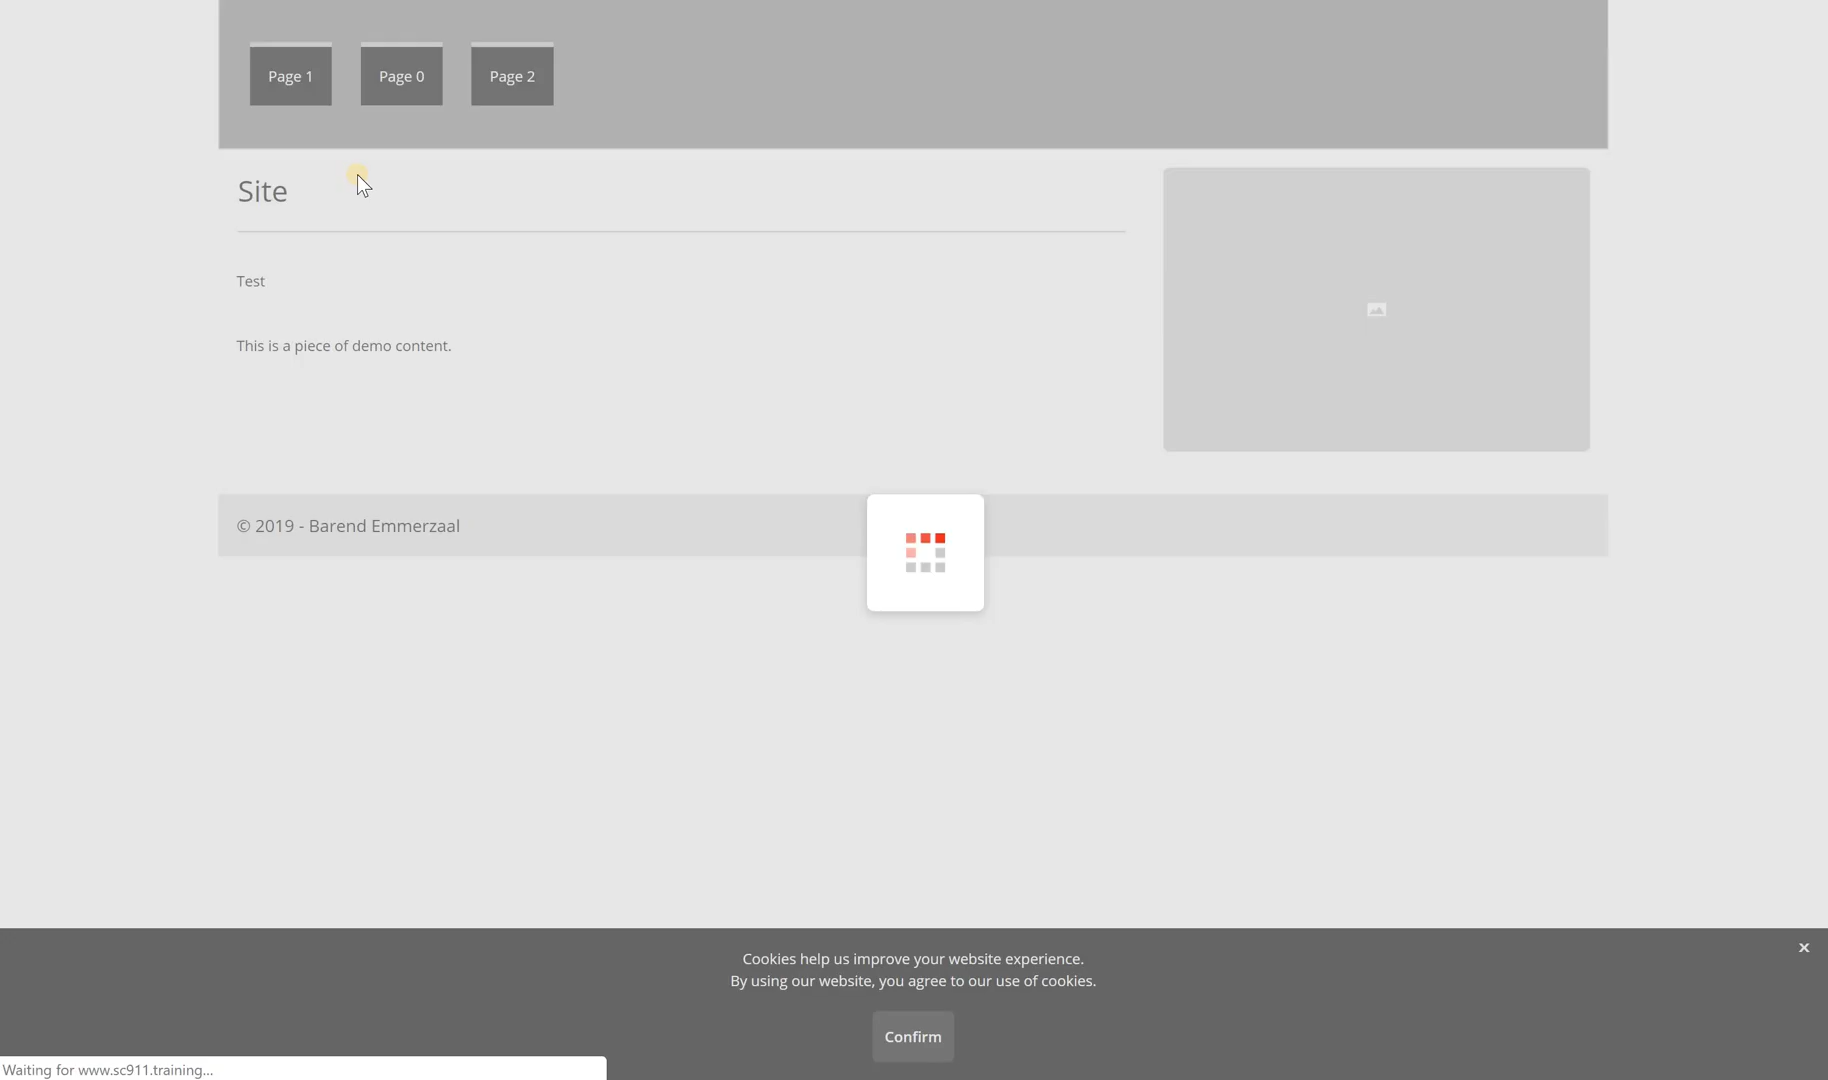 Page 1
Page 0
Page 2
Site
Test
This is a piece of demo content.
© 2019 - Barend Emmerzaal
Cookies help us improve your website experience.
By using our website, you agree to our use of cookies.
Confirm
Waiting for www.sc911.training...